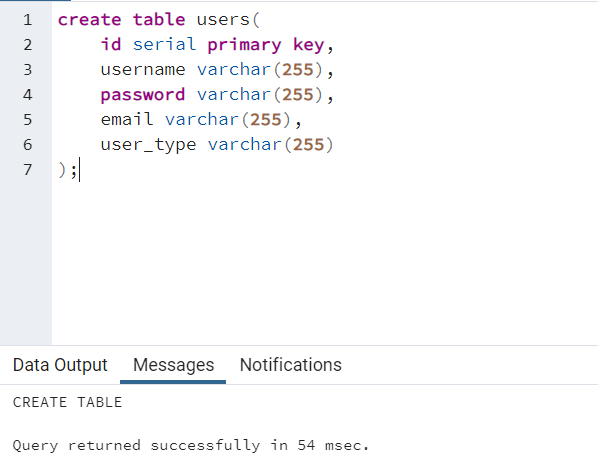 1 create table users(
2 id serial primary key,
3 username varchar(255),
4 password varchar(255),
5 email varchar(255),
6 user_type varchar(255)
7 );
Data Output Messages Notifications
CREATE TABLE
Query returned successfully in 54 msec.